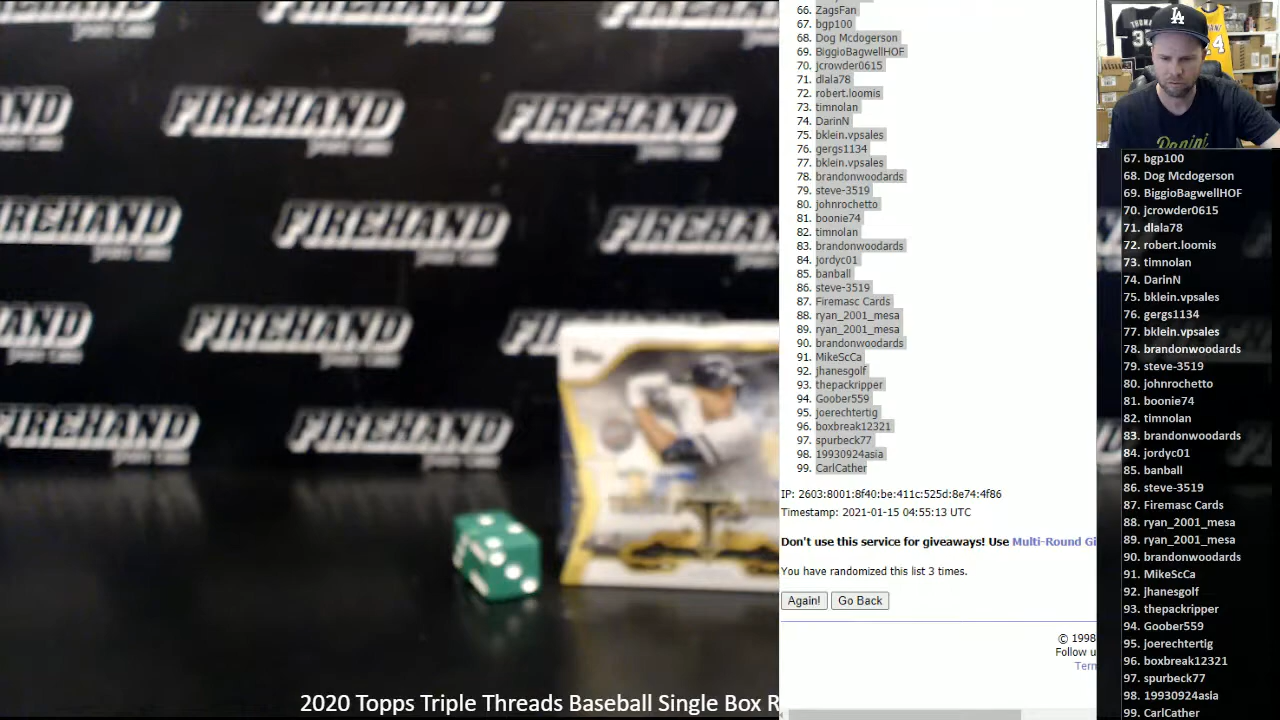 FIREHAND
FIREHAND
FIREHAND
FIREHAND
FIREHAND
FIREHAND
FIREHAND
66. ZagsFan
67. bgp100
68. Dog Mcdogerson
69. BiggioBagwellHOF
70. jcrowder0615
71. dlala78
72. robert.loomis
73. timnolan
74. DarinN
75. bklein.vpsales
76. gergs1134
77. bklein.vpsales
78. brandonwoodards
79. steve-3519
80. johnrochetto
81. boonie74
82. timnolan
83. brandonwoodards
84. jordyc01
85. banball
86. steve-3519
87. Firemasc Cards
88. ryan_2001_mesa
89. ryan_2001_mesa
90. brandonwoodards
91. MikeScCa
92. jhanesgolf
93. thepackripper
94. Goober559
95. joerechtertig
96. boxbreak12321
97. spurbeck77
98. 19930924asia
99. CarlCather
IP: 2603:8001:8f40:be:411c:525d:8e74:4f86
Timestamp: 2021-01-15 04:55:13 UTC
Don't use this service for giveaways! Use Multi-Round Gi
You have randomized this list 3 times.
Again! Go Back
© 1998
Follow u
Term
LA
67. bgp100
68. Dog Mcdogerson
69. BiggioBagwellHOF
70. jcrowder0615
71. dlala78
72. robert.loomis
73. timnolan
74. DarinN
75. bklein.vpsales
76. gergs1134
77. bklein.vpsales
78. brandonwoodards
79. steve-3519
80. johnrochetto
81. boonie74
82. timnolan
83. brandonwoodards
84. jordyc01
85. banball
86. steve-3519
87. Firemasc Cards
88. ryan_2001_mesa
89. ryan_2001_mesa
90. brandonwoodards
91. MikeScCa
92. jhanesgolf
93. thepackripper
94. Goober559
95. joerechtertig
96. boxbreak12321
97. spurbeck77
98. 19930924asia
99. CarlCather
2020 Topps Triple Threads Baseball Single Box R